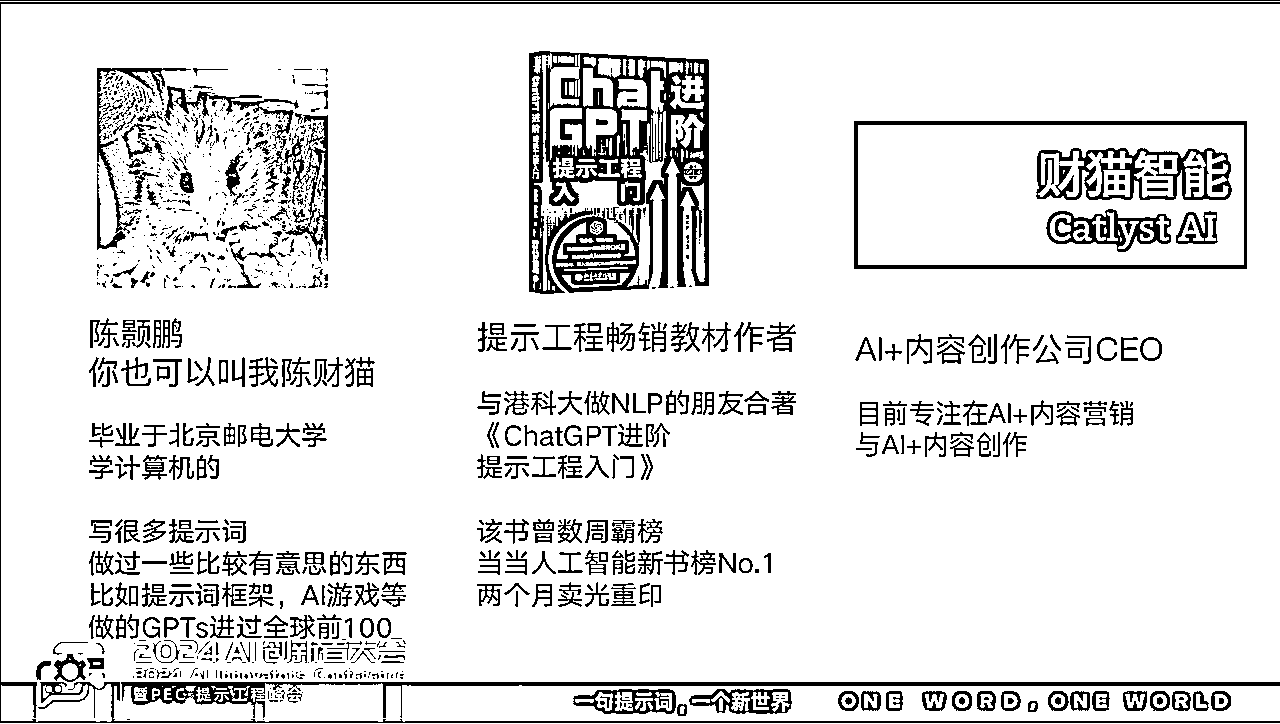 陈颢鹏
你也可以叫我陈财猫
毕业于北京邮电大学
学计算机的
写很多提示词
做过一些比较有意思的东西
比如提示词框架，AI游戏等
做的GPTs进过全球前100
Chat
GPT
进阶
提示工程
入门
提示工程畅销教材作者
与港科大做NLP的朋友合著
《ChatGPT进阶
提示工程入门》
该书曾数周霸榜
当当人工智能新书榜No.1
两个月卖光重印
财猫智能
Catlyst AI
AI+内容创作公司CEO
目前专注在AI+内容营销
与AI+内容创作
2024 AI 创新者大会
2024 AI Innovators Conference
暨PEC·提示工程峰会
一句提示词。一个新世界
ONE WORD。ONE WORLD